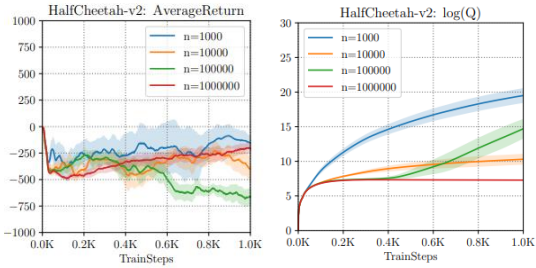 HalfCheetah-v2: AverageReturn
1000
750
500
250
0
−250
−500
−750
−1000
n=1000
n=10000
n=100000
n=1000000
0.0K 0.2K 0.4K 0.6K 0.8K 1.0K
TrainSteps
HalfCheetah-v2: log(Q)
30
25
20
15
10
5
0
n=1000
n=10000
n=100000
n=1000000
0.0K 0.2K 0.4K 0.6K 0.8K 1.0K
TrainSteps